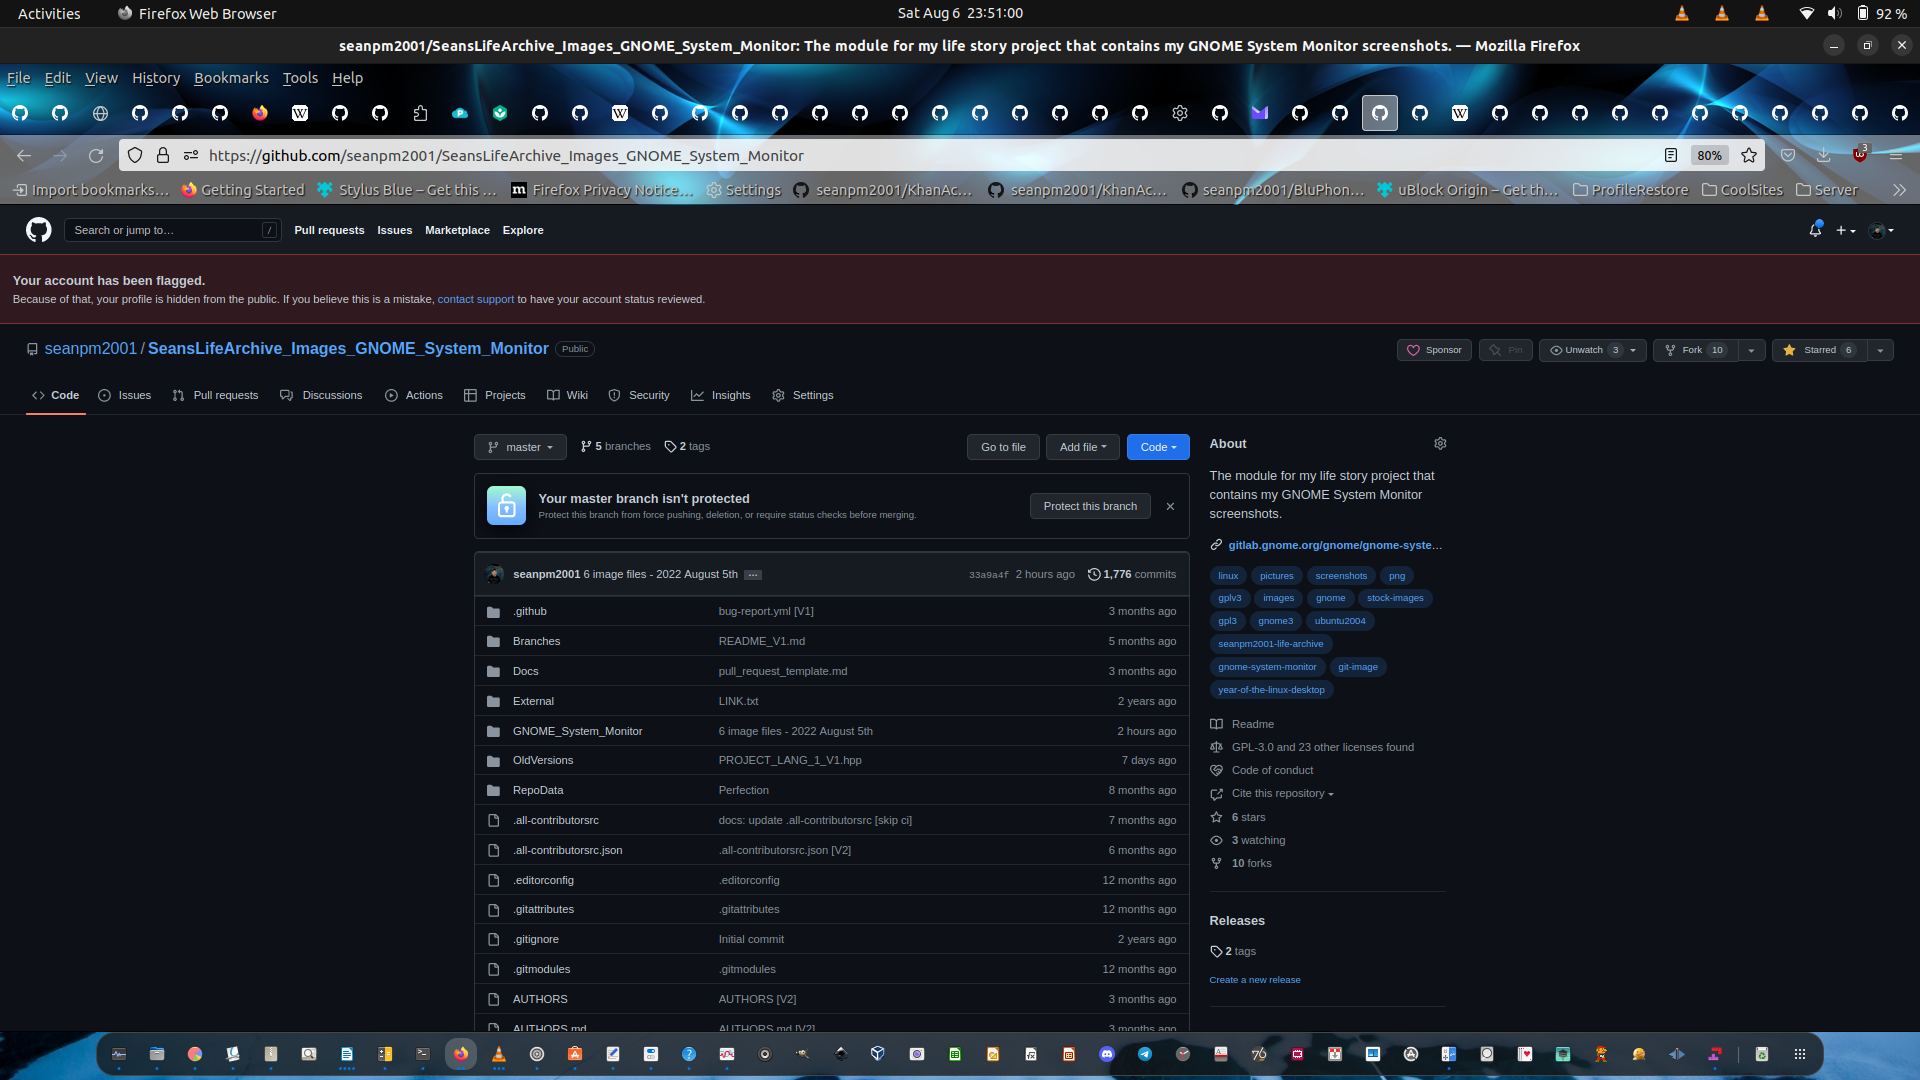 Activities
Firefox Web Browser
Sat Aug 6 23:51:00
92 %
seanpm2001/SeansLifeArchive_Images_GNOME_System_Monitor: The module for my life story project that contains my GNOME System Monitor screenshots. — Mozilla Firefox
File Edit View History Bookmarks Tools Help
https://github.com/seanpm2001/SeansLifeArchive_Images_GNOME_System_Monitor
80%
3
Import bookmarks… Getting Started Stylus Blue – Get this … Firefox Privacy Notice… Settings seanpm2001/KhanAc… seanpm2001/KhanAc… seanpm2001/BluPhon… uBlock Origin – Get th… ProfileRestore CoolSites Server
Search or jump to… /
Pull requests Issues Marketplace Explore
Your account has been flagged.
Because of that, your profile is hidden from the public. If you believe this is a mistake, contact support to have your account status reviewed.
seanpm2001 / SeansLifeArchive_Images_GNOME_System_Monitor Public
Sponsor Pin Unwatch 3 Fork 10 Starred 6
Code Issues Pull requests Discussions Actions Projects Wiki Security Insights Settings
master 5 branches 2 tags Go to file Add file Code
Your master branch isn't protected
Protect this branch from force pushing, deletion, or require status checks before merging.
Protect this branch
seanpm2001 6 image files - 2022 August 5th … 33a9a4f 2 hours ago 1,776 commits
.github bug-report.yml [V1] 3 months ago
Branches README_V1.md 5 months ago
Docs pull_request_template.md 3 months ago
External LINK.txt 2 years ago
GNOME_System_Monitor 6 image files - 2022 August 5th 2 hours ago
OldVersions PROJECT_LANG_1_V1.hpp 7 days ago
RepoData Perfection 8 months ago
.all-contributorsrc docs: update .all-contributorsrc [skip ci] 7 months ago
.all-contributorsrc.json .all-contributorsrc.json [V2] 6 months ago
.editorconfig .editorconfig 12 months ago
.gitattributes .gitattributes 12 months ago
.gitignore Initial commit 2 years ago
.gitmodules .gitmodules 12 months ago
AUTHORS AUTHORS [V2] 3 months ago
AUTHORS.md AUTHORS.md [V2] 3 months ago
About
The module for my life story project that
contains my GNOME System Monitor
screenshots.
gitlab.gnome.org/gnome/gnome-syste…
linux pictures screenshots png
gplv3 images gnome stock-images
gpl3 gnome3 ubuntu2004
seanpm2001-life-archive
gnome-system-monitor git-image
year-of-the-linux-desktop
Readme
GPL-3.0 and 23 other licenses found
Code of conduct
Cite this repository
6 stars
3 watching
10 forks
Releases
2 tags
Create a new release